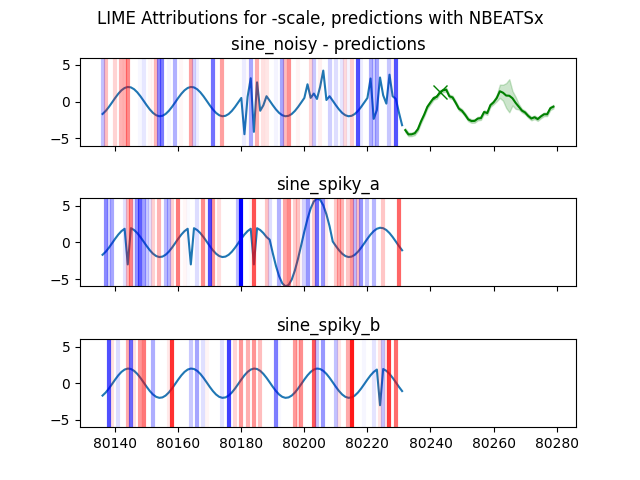 LIME Attributions for -scale, predictions with NBEATSx
sine_noisy - predictions
5
0
−5
sine_spiky_a
5
0
−5
sine_spiky_b
5
0
−5
80140 80160 80180 80200 80220 80240 80260 80280